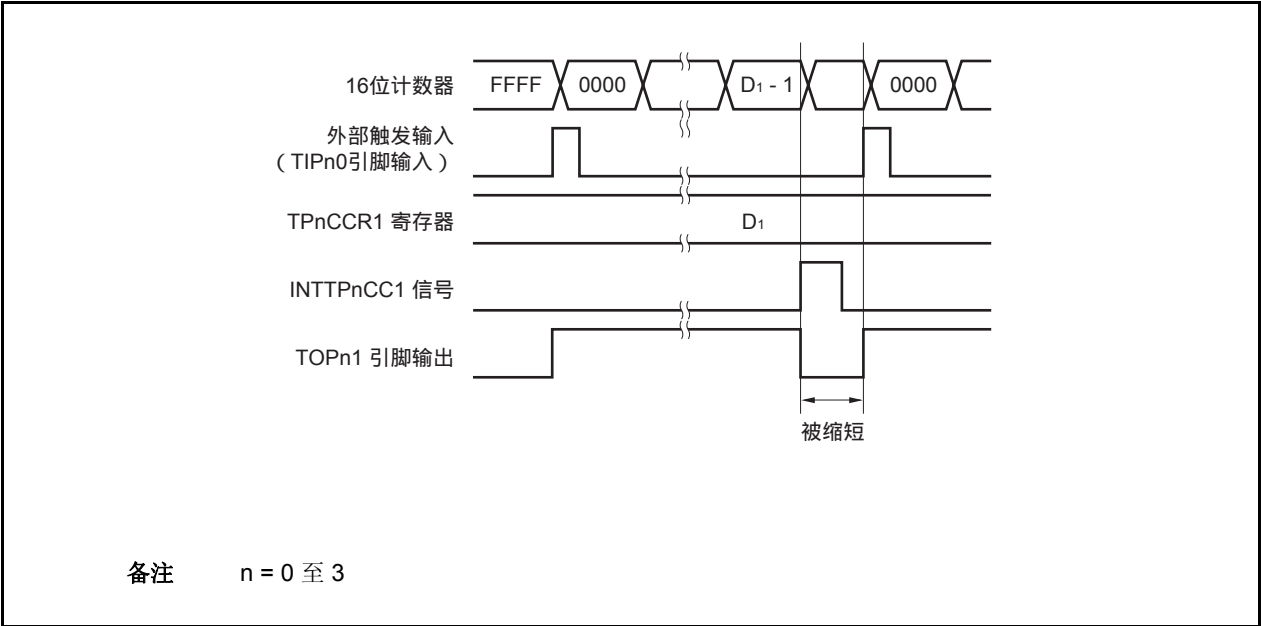 16位计数器 FFFF 0000 D1 - 1 0000
外部触发输入
（TIPn0引脚输入）
TPnCCR1 寄存器 D1
INTTPnCC1 信号
TOPn1 引脚输出
被缩短
备注 n = 0 至 3